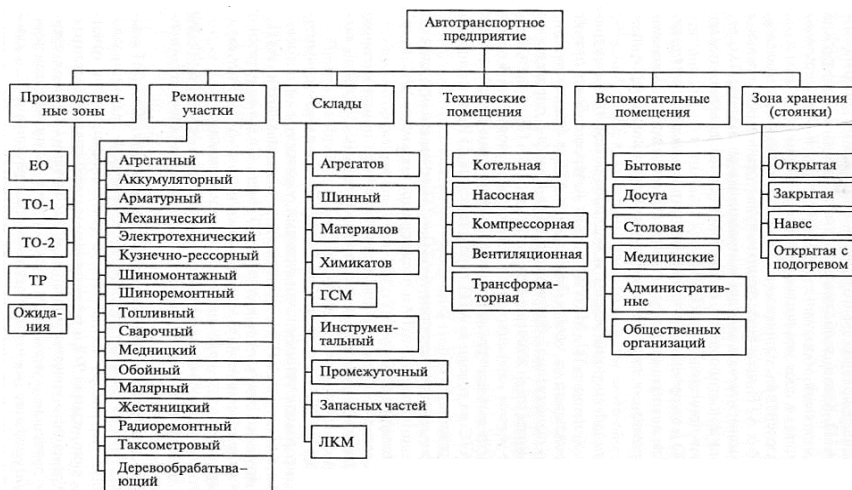 Автотранспортное
предприятие
Производствен-
ные зоны
Ремонтные
участки
Склады
Технические
помещения
Вспомогательные
помещения
Зона хранения
(стоянки)
ЕО
ТО-1
ТО-2
ТР
Ожида-
ния
Агрегатный
Аккумуляторный
Арматурный
Механический
Электротехнический
Кузнечно-рессорный
Шиномонтажный
Шиноремонтный
Топливный
Сварочный
Медницкий
Обойный
Малярный
Жестяницкий
Радиоремонтный
Таксометровый
Деревообрабатыва-
ющий
Агрегатов
Шинный
Материалов
Химикатов
ГСМ
Инструмен-
тальный
Промежуточный
Запасных частей
ЛКМ
Котельная
Насосная
Компрессорная
Вентиляционная
Трансформа-
торная
Бытовые
Досуга
Столовая
Медицинские
Административ-
ные
Общественных
организаций
Открытая
Закрытая
Навес
Открытая с
подогревом